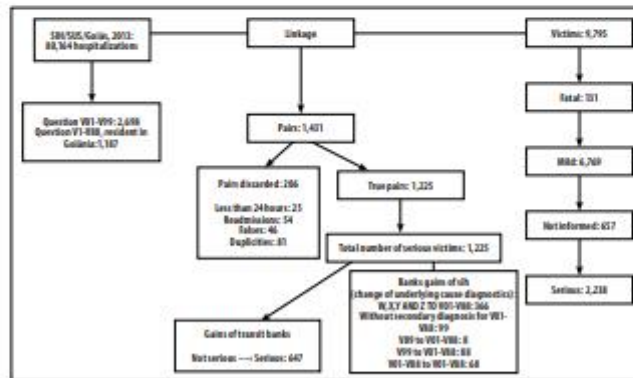 SIH/SUS/Goiás, 2013:
88,164 hospitalizations
Linkage
Victims: 9,795
Fatal: 131
Question V01-V99: 2,698
Question V1-V88, resident in
Goiânia: 1,187
Pairs: 1,431
Mild: 6,769
Pairs discarded: 206
Less than 24 hours: 25
Readmissions: 54
Falses: 46
Duplicities: 81
True pairs: 1,225
Not informed: 657
Total number of serious victims: 1,225
Serious: 2,238
Gains of transit banks
Not serious ---> Serious: 647
Banks gains of sih
(change of underlying cause diagnostics):
W,X,Y AND Z TO V01-V88: 366
Without secondary diagnosis for V01-
V88: 99
V89 to V01-V88: 8
V99 to V01-V88: 88
V01-V88 to V01-V88: 68